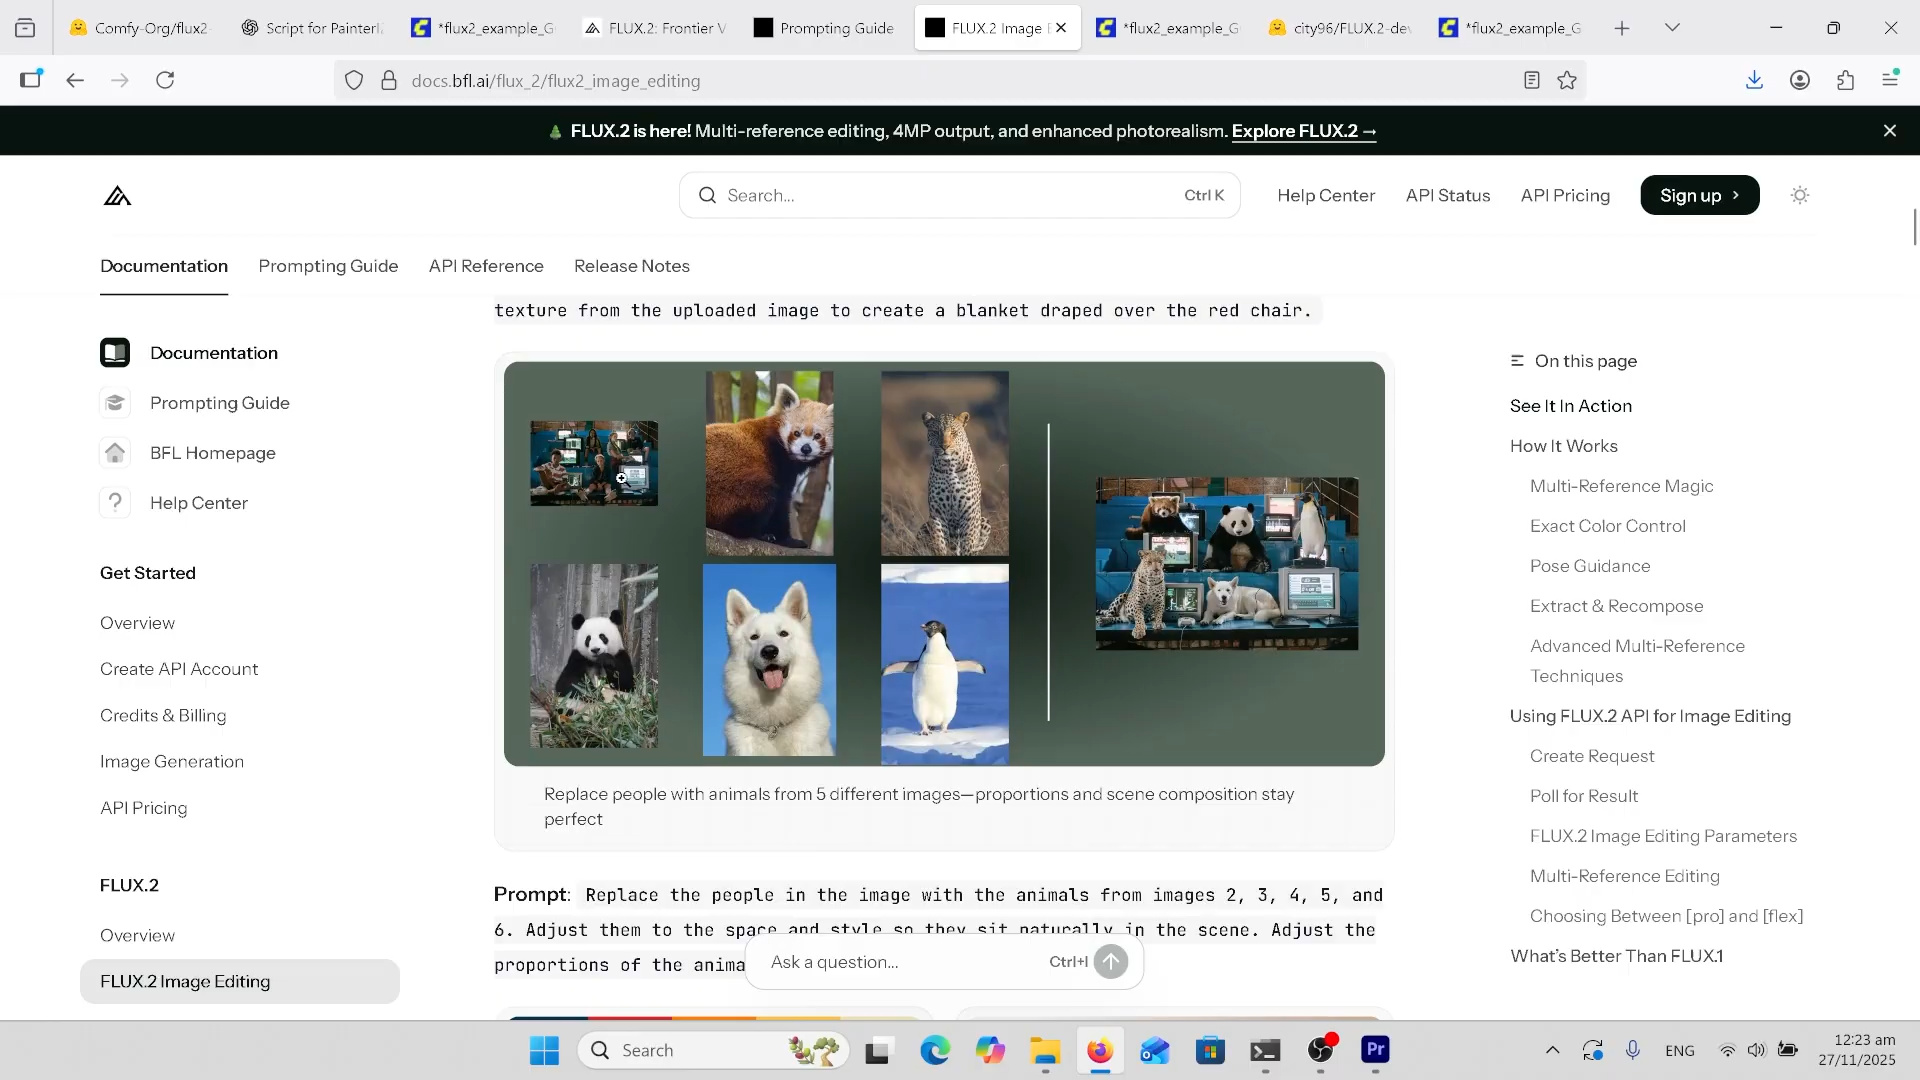 Comfy-Org/flux2-
Script for PainterI
*flux2_example_G
FLUX.2: Frontier V
Prompting Guide
FLUX.2 Image E
*flux2_example_G
city96/FLUX.2-dev
*flux2_example_G
docs.bfl.ai/flux_2/flux2_image_editing
🌲 FLUX.2 is here! Multi-reference editing, 4MP output, and enhanced photorealism. Explore FLUX.2 →
Search...
Ctrl K
Help Center
API Status
API Pricing
Sign up
Documentation
Prompting Guide
API Reference
Release Notes
Documentation
Prompting Guide
BFL Homepage
Help Center
Get Started
Overview
Create API Account
Credits & Billing
Image Generation
API Pricing
FLUX.2
Overview
FLUX.2 Image Editing
texture from the uploaded image to create a blanket draped over the red chair.
Replace people with animals from 5 different images—proportions and scene composition stay
perfect
Prompt: Replace the people in the image with the animals from images 2, 3, 4, 5, and
6. Adjust them to the space and style so they sit naturally in the scene. Adjust the
proportions of the anima
Ask a question...
Ctrl+I
On this page
See It In Action
How It Works
Multi-Reference Magic
Exact Color Control
Pose Guidance
Extract & Recompose
Advanced Multi-Reference
Techniques
Using FLUX.2 API for Image Editing
Create Request
Poll for Result
FLUX.2 Image Editing Parameters
Multi-Reference Editing
Choosing Between [pro] and [flex]
What's Better Than FLUX.1
Search
Pr
ENG
12:23 am
27/11/2025